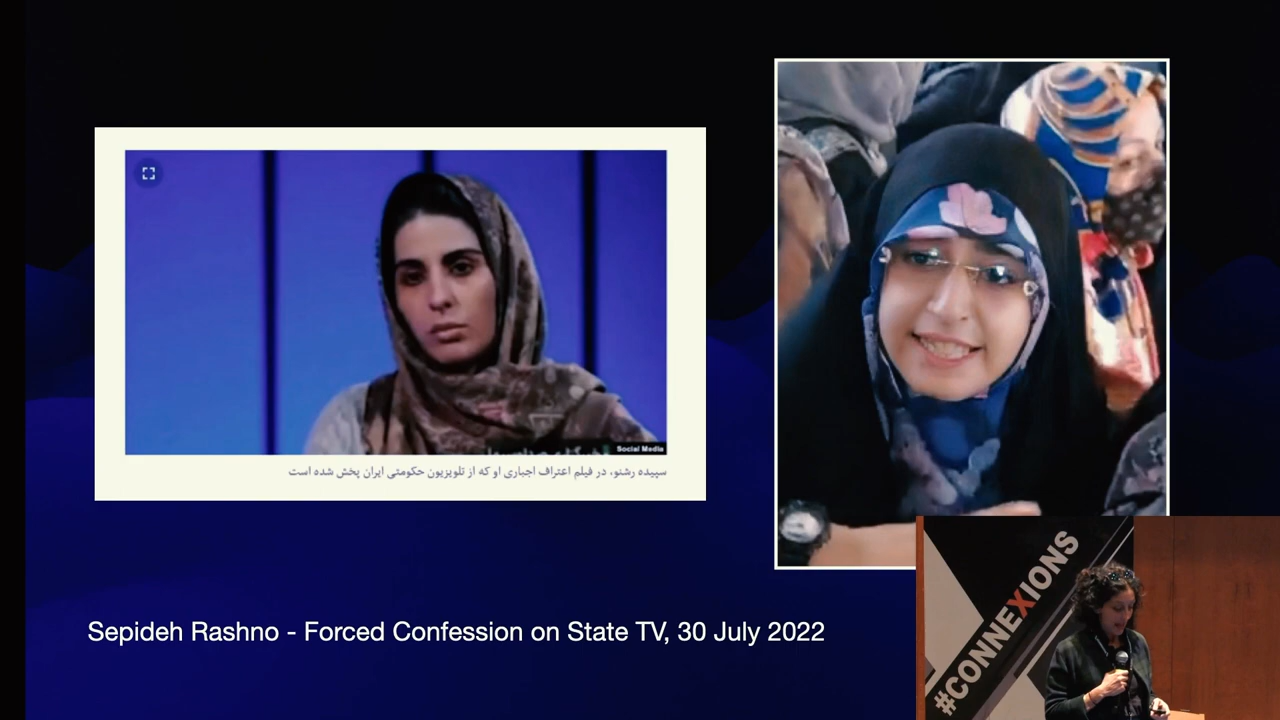 Social Media
سپیده رشنو، در فیلم اعتراف اجباری او که از تلویزیون حکومتی ایران پخش شده است
Sepideh Rashno - Forced Confession on State TV, 30 July 2022
#CONNEXIONS